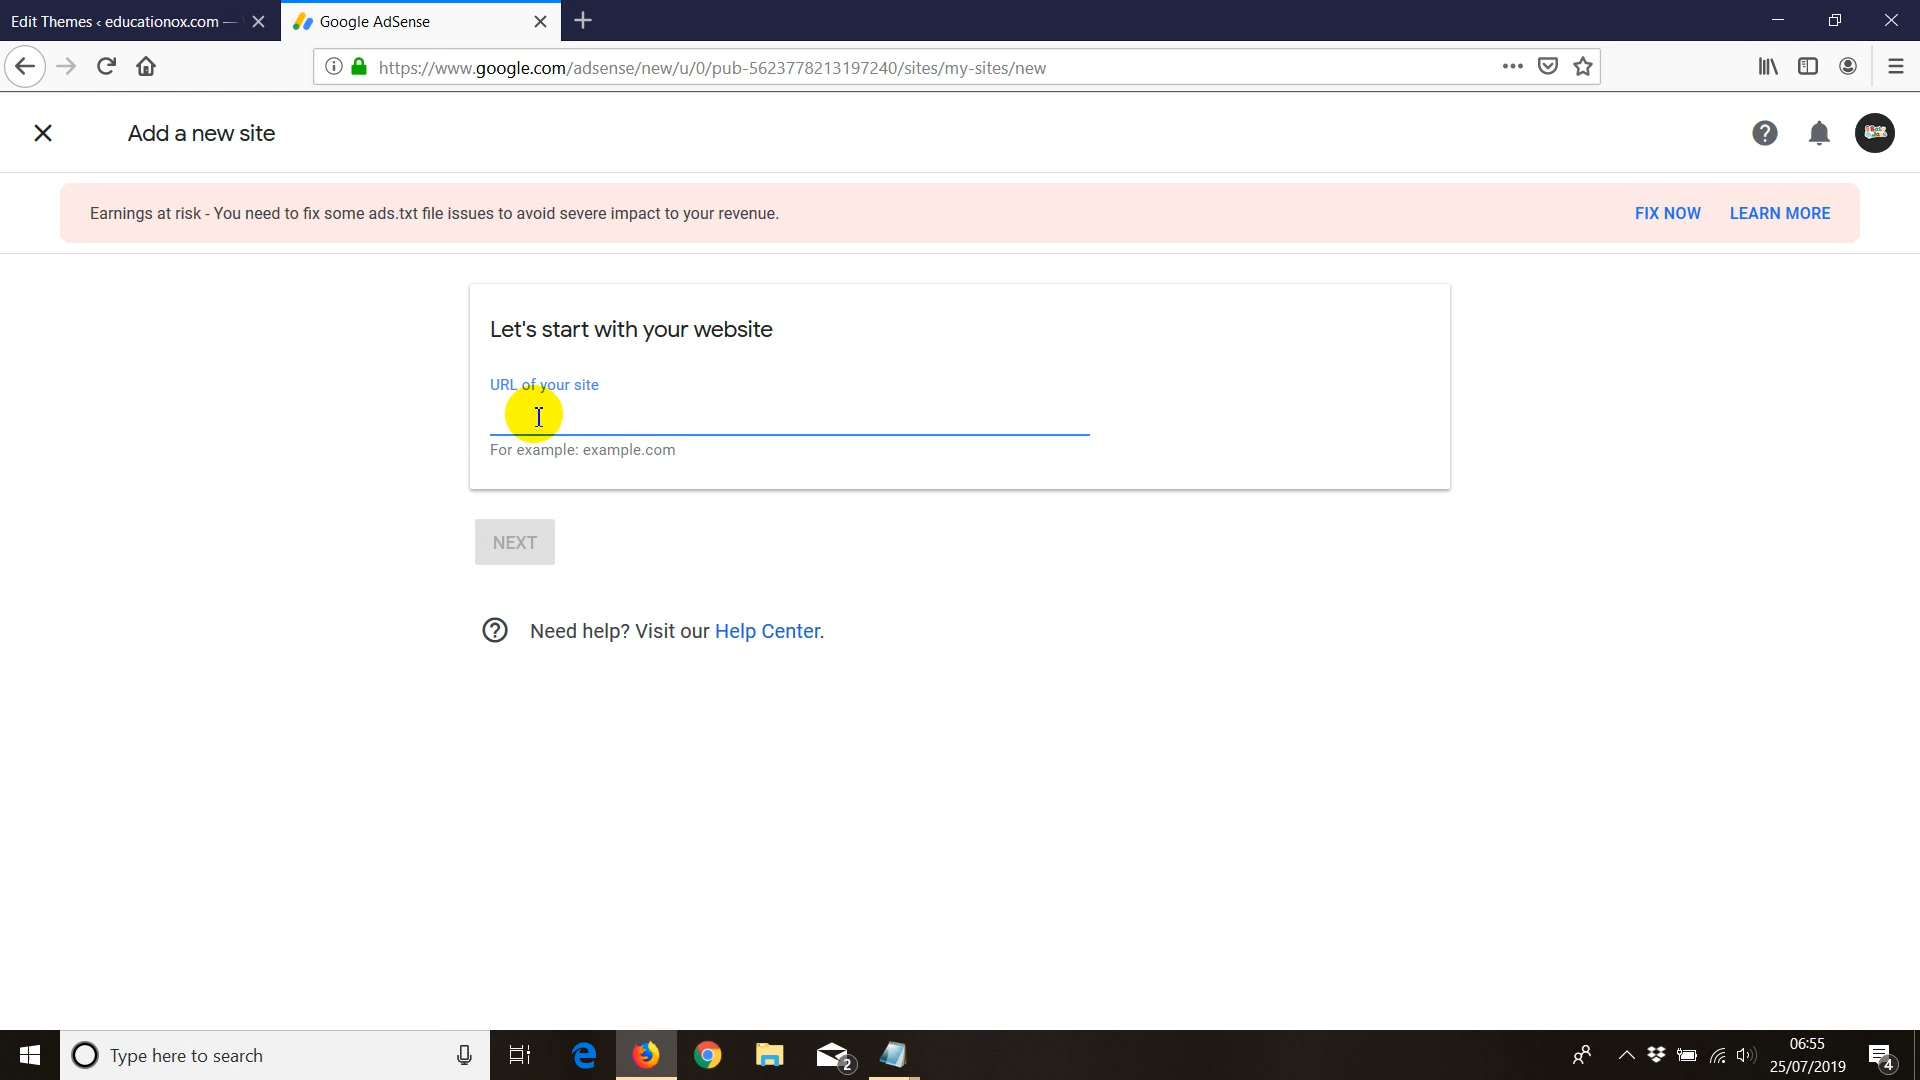 Edit Themes ‹ educationox.com —
Google AdSense
https://www.google.com/adsense/new/u/0/pub-5623778213197240/sites/my-sites/new
Add a new site
Earnings at risk - You need to fix some ads.txt file issues to avoid severe impact to your revenue.
FIX NOW
LEARN MORE
Let's start with your website
URL of your site
For example: example.com
NEXT
Need help? Visit our Help Center.
Type here to search
2
06:55
25/07/2019
4